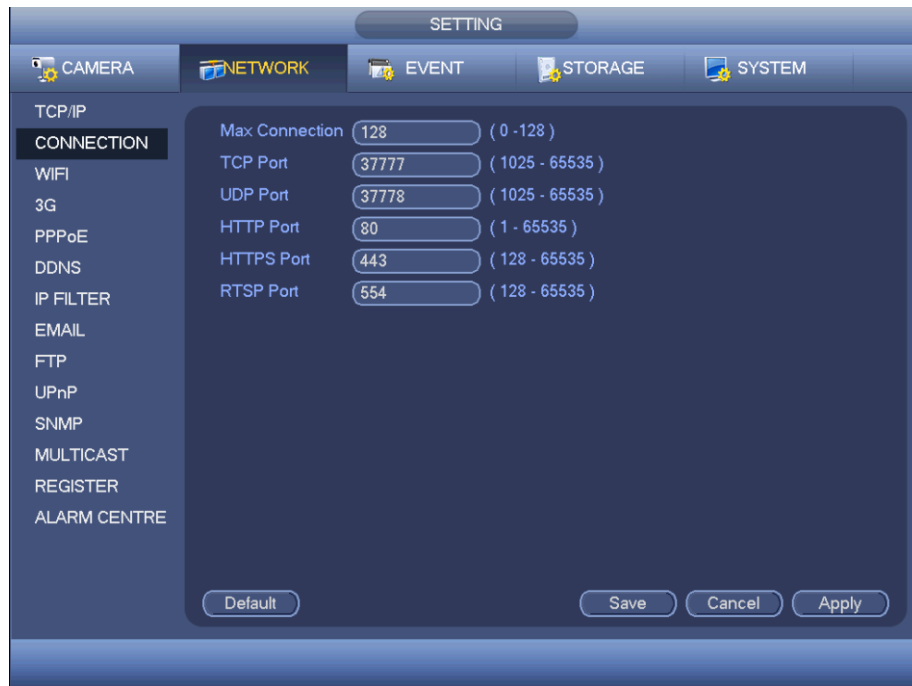 SETTING
CAMERA NETWORK EVENT STORAGE SYSTEM
TCP/IP
CONNECTION
WIFI
3G
PPPoE
DDNS
IP FILTER
EMAIL
FTP
UPnP
SNMP
MULTICAST
REGISTER
ALARM CENTRE
Max Connection 128 ( 0 -128 )
TCP Port 37777 ( 1025 - 65535 )
UDP Port 37778 ( 1025 - 65535 )
HTTP Port 80 ( 1 - 65535 )
HTTPS Port 443 ( 128 - 65535 )
RTSP Port 554 ( 128 - 65535 )
Default Save Cancel Apply